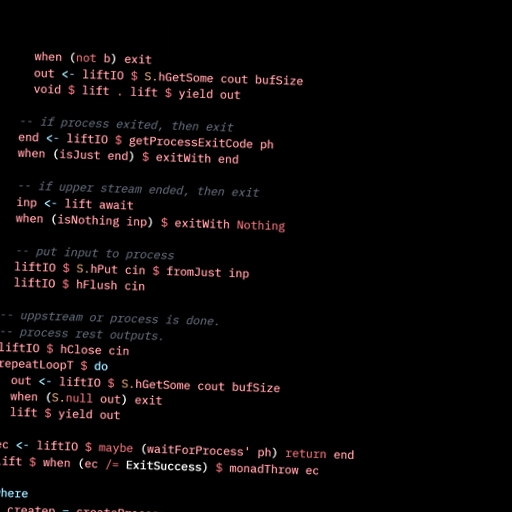 when (not b) exit
out <- liftIO $ S.hGetSome cout bufSize
void $ lift . lift $ yield out
-- if process exited, then exit
end <- liftIO $ getProcessExitCode ph
when (isJust end) $ exitWith end
-- if upper stream ended, then exit
inp <- lift await
when (isNothing inp) $ exitWith Nothing
-- put input to process
liftIO $ S.hPut cin $ fromJust inp
liftIO $ hFlush cin
-- uppstream or process is done.
-- process rest outputs.
liftIO $ hClose cin
repeatLoopT $ do
out <- liftIO $ S.hGetSome cout bufSize
when (S.null out) exit
lift $ yield out
ec <- liftIO $ maybe (waitForProcess' ph) return end
lift $ when (ec /= ExitSuccess) $ monadThrow ec
where
createp =